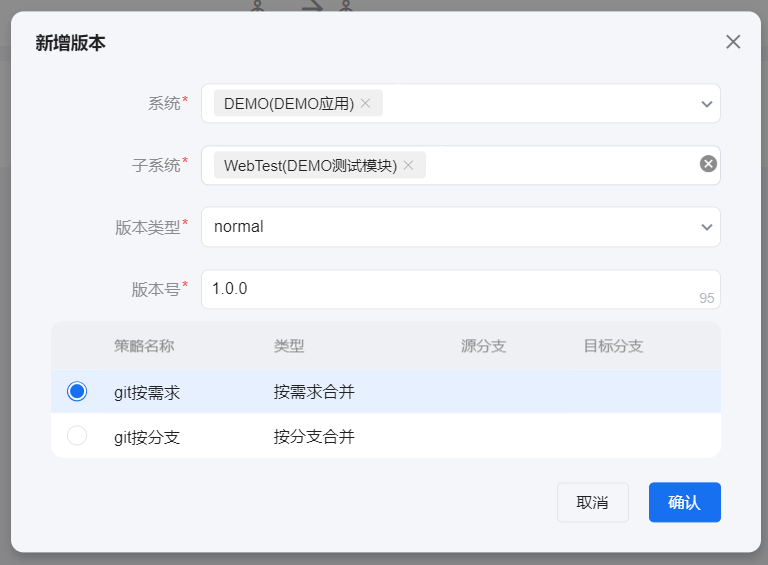 新增版本
系统*
DEMO(DEMO应用)
子系统*
WebTest(DEMO测试模块)
版本类型*
normal
版本号*
1.0.0
95
策略名称 类型 源分支 目标分支
git按需求 按需求合并
git按分支 按分支合并
取消 确认